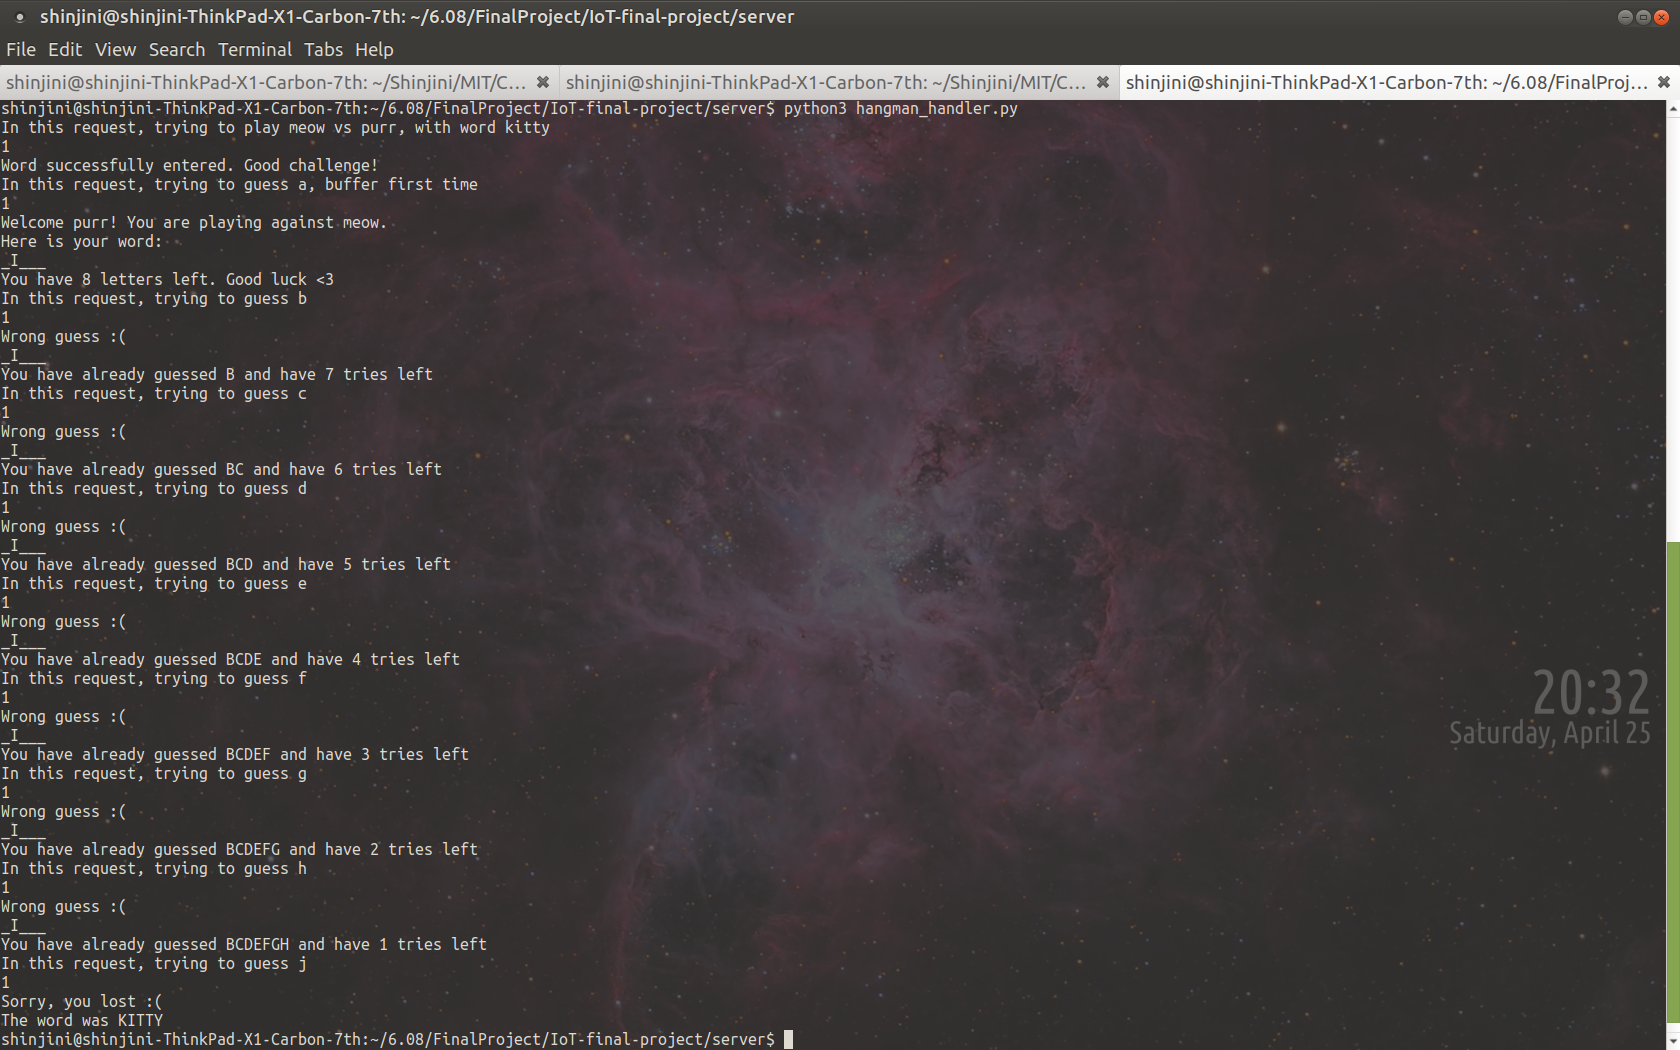 shinjini@shinjini-ThinkPad-X1-Carbon-7th: ~/6.08/FinalProject/IoT-final-project/server
File Edit View Search Terminal Tabs Help
shinjini@shinjini-ThinkPad-X1-Carbon-7th: ~/Shinjini/MIT/C... shinjini@shinjini-ThinkPad-X1-Carbon-7th: ~/Shinjini/MIT/C... shinjini@shinjini-ThinkPad-X1-Carbon-7th: ~/6.08/FinalProj...
shinjini@shinjini-ThinkPad-X1-Carbon-7th:~/6.08/FinalProject/IoT-final-project/server$ python3 hangman_handler.py
In this request, trying to play meow vs purr, with word kitty
1
Word successfully entered. Good challenge!
In this request, trying to guess a, buffer first time
1
Welcome purr! You are playing against meow.
Here is your word:
_I___
You have 8 letters left. Good luck <3
In this request, trying to guess b
1
Wrong guess :(
_I___
You have already guessed B and have 7 tries left
In this request, trying to guess c
1
Wrong guess :(
_I___
You have already guessed BC and have 6 tries left
In this request, trying to guess d
1
Wrong guess :(
_I___
You have already guessed BCD and have 5 tries left
In this request, trying to guess e
1
Wrong guess :(
_I___
You have already guessed BCDE and have 4 tries left
In this request, trying to guess f
1
Wrong guess :(
_I___
You have already guessed BCDEF and have 3 tries left
In this request, trying to guess g
1
Wrong guess :(
_I___
You have already guessed BCDEFG and have 2 tries left
In this request, trying to guess h
1
Wrong guess :(
_I___
You have already guessed BCDEFGH and have 1 tries left
In this request, trying to guess j
1
Sorry, you lost :(
The word was KITTY
shinjini@shinjini-ThinkPad-X1-Carbon-7th:~/6.08/FinalProject/IoT-final-project/server$
20:32
Saturday, April 25